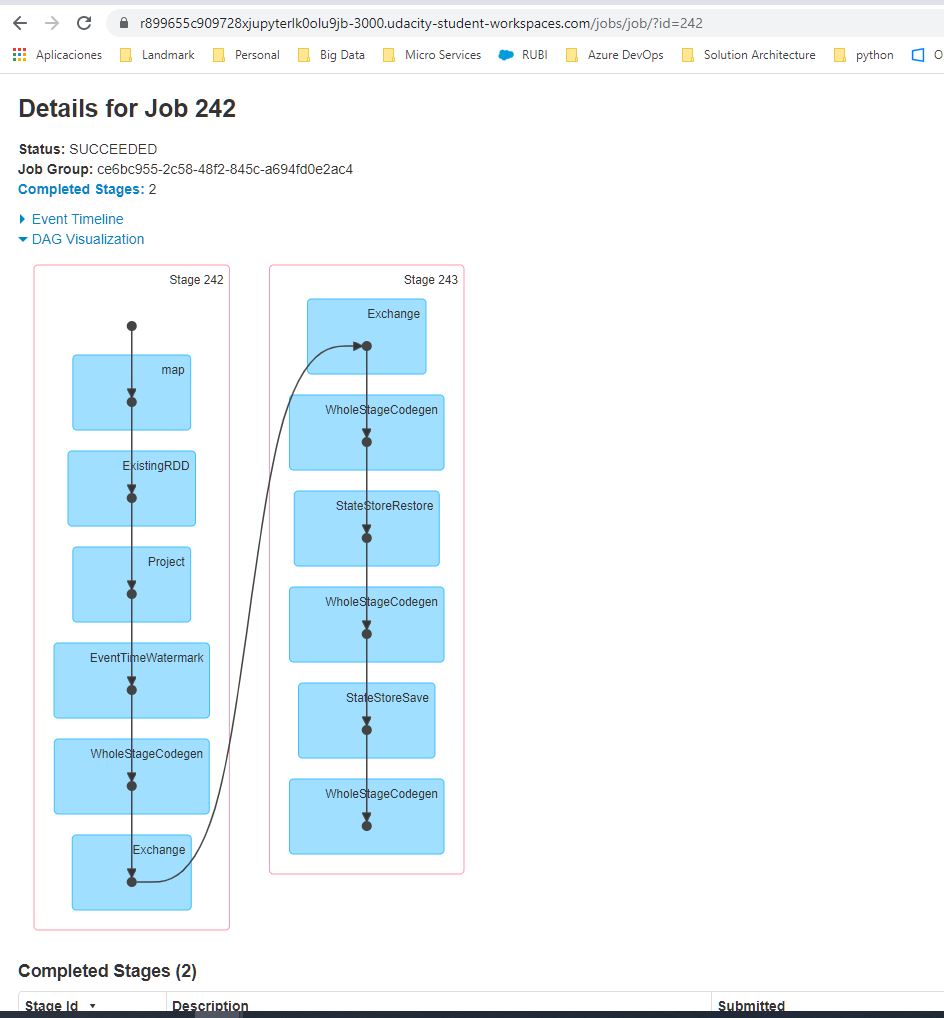 r899655c909728xjupyterlk0olu9jb-3000.udacity-student-workspaces.com/jobs/job/?id=242
Aplicaciones Landmark Personal Big Data Micro Services RUBI Azure DevOps Solution Architecture python O
Details for Job 242
Status: SUCCEEDED
Job Group: ce6bc955-2c58-48f2-845c-a694fd0e2ac4
Completed Stages: 2
Event Timeline
DAG Visualization
Stage 242
map
ExistingRDD
Project
EventTimeWatermark
WholeStageCodegen
Exchange
Stage 243
Exchange
WholeStageCodegen
StateStoreRestore
WholeStageCodegen
StateStoreSave
WholeStageCodegen
Completed Stages (2)
Stage Id Description Submitted